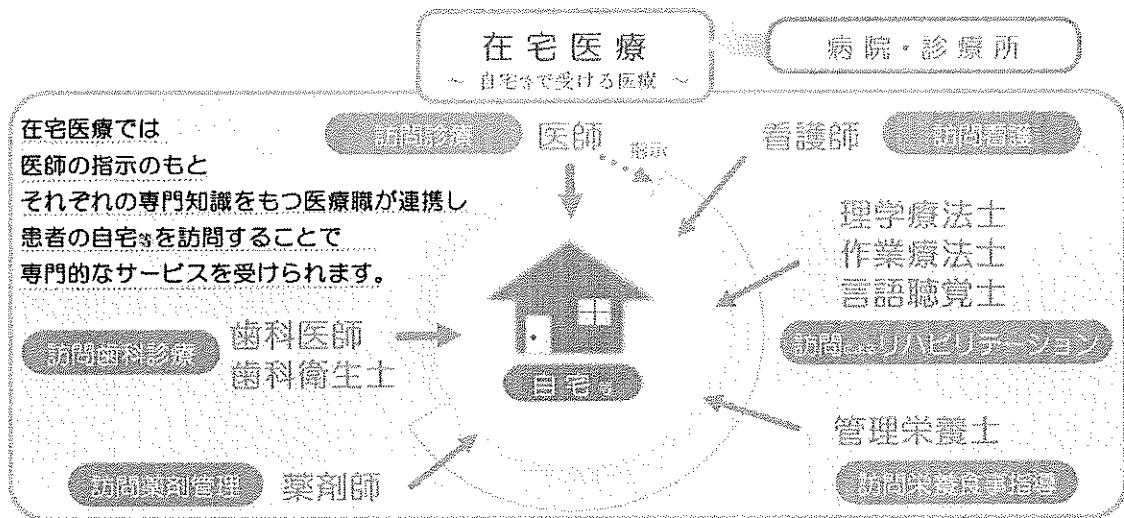 在宅医療
～ 自宅等で受ける医療 ～
病院・診療所
在宅医療では
医師の指示のもと
それぞれの専門知識をもつ医療職が連携し
患者の自宅等を訪問することで
専門的なサービスを受けられます。
訪問診療
医師
指示
看護師
訪問看護
理学療法士
作業療法士
言語聴覚士
訪問による リハビリテーション
訪問歯科診療
歯科医師
歯科衛生士
自宅等
管理栄養士
訪問栄養食事指導
訪問薬剤管理
薬剤師